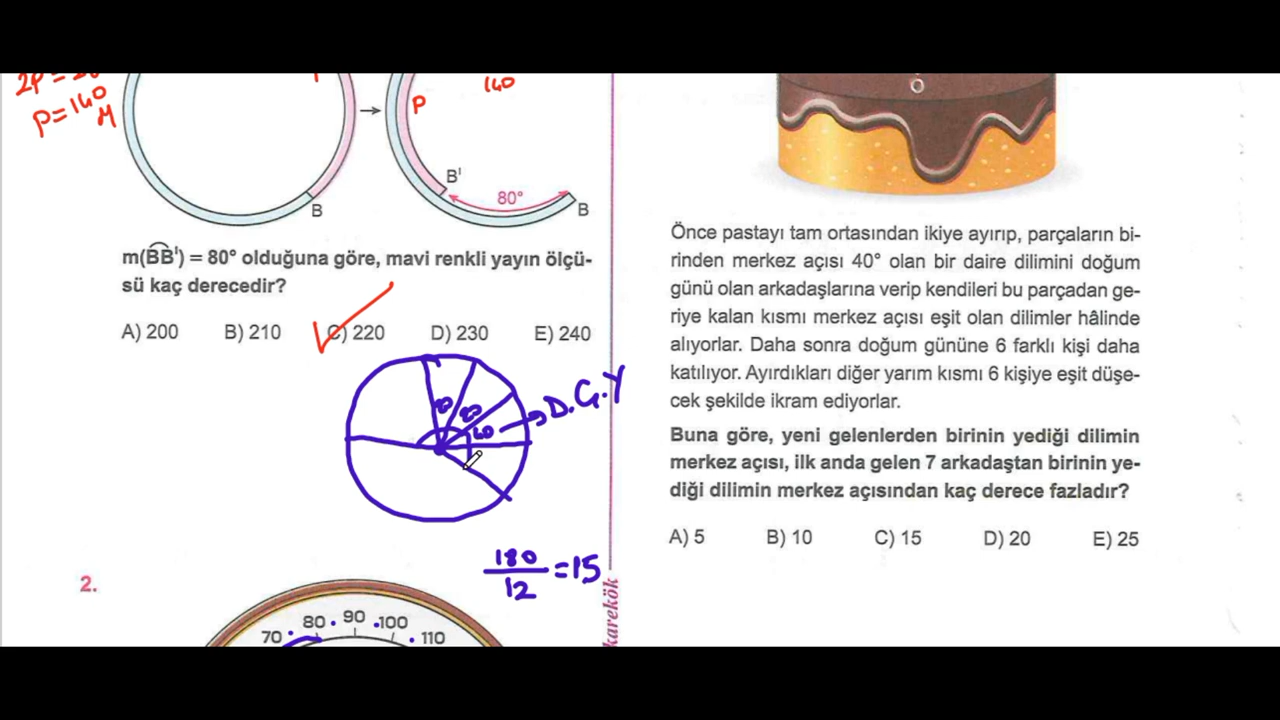 2P=
P=140
M
140
P
B'
80°
B
B
m(BB') = 80° olduğuna göre, mavi renkli yayın ölçü-
sü kaç derecedir?
A) 200 B) 210 C) 220 D) 230 E) 240
20
40
D.G.Y
180
12
=15
2.
70 80 90 100 110
karekök
O
Önce pastayı tam ortasından ikiye ayırıp, parçaların bi-
rinden merkez açısı 40° olan bir daire dilimini doğum
günü olan arkadaşlarına verip kendileri bu parçadan ge-
riye kalan kısmı merkez açısı eşit olan dilimler hâlinde
alıyorlar. Daha sonra doğum gününe 6 farklı kişi daha
katılıyor. Ayırdıkları diğer yarım kısmı 6 kişiye eşit düşe-
cek şekilde ikram ediyorlar.
Buna göre, yeni gelenlerden birinin yediği dilimin
merkez açısı, ilk anda gelen 7 arkadaştan birinin ye-
diği dilimin merkez açısından kaç derece fazladır?
A) 5 B) 10 C) 15 D) 20 E) 25